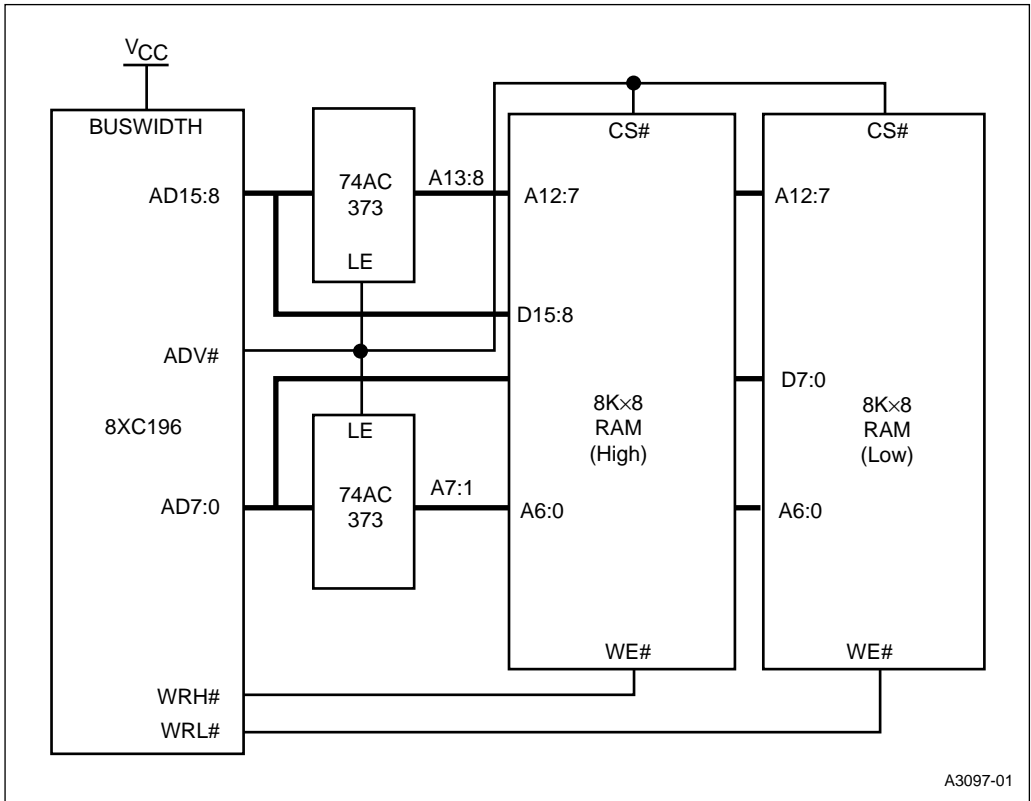 VCC
BUSWIDTH
AD15:8
ADV#
8XC196
AD7:0
WRH#
WRL#
74AC
373
LE
A13:8
LE
74AC
373
A7:1
CS#
A12:7
D15:8
8K×8
RAM
(High)
A6:0
WE#
CS#
A12:7
D7:0
8K×8
RAM
(Low)
A6:0
WE#
A3097-01